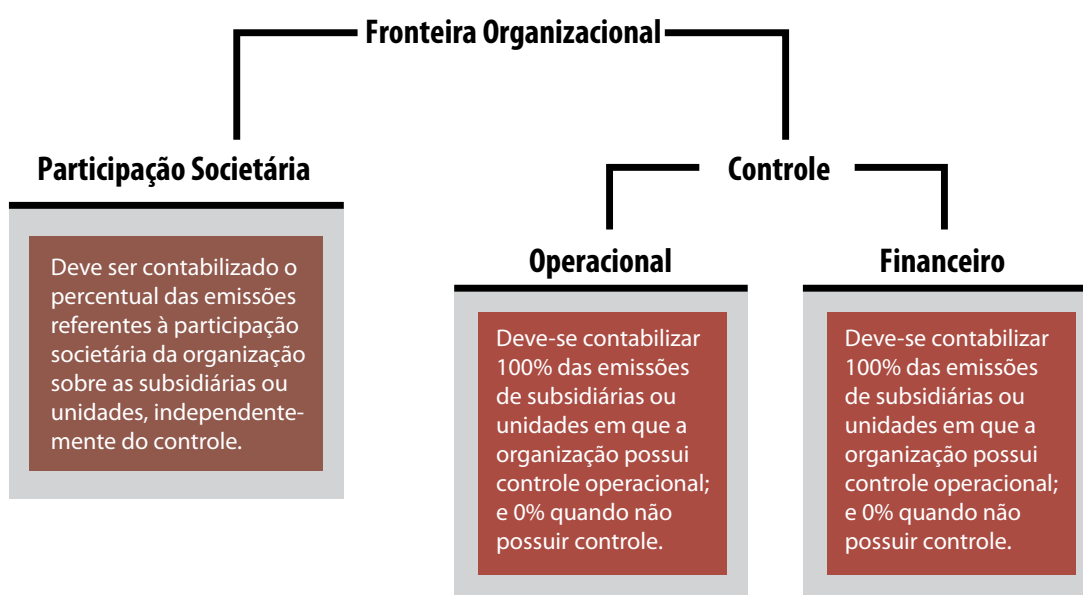 Fronteira Organizacional
Participação Societária
Deve ser contabilizado o
percentual das emissões
referentes à participação
societária da organização
sobre as subsidiárias ou
unidades, independente-
mente do controle.
Controle
Operacional
Deve-se contabilizar
100% das emissões
de subsidiárias ou
unidades em que a
organização possui
controle operacional;
e 0% quando não
possuir controle.
Financeiro
Deve-se contabilizar
100% das emissões
de subsidiárias ou
unidades em que a
organização possui
controle operacional;
e 0% quando não
possuir controle.